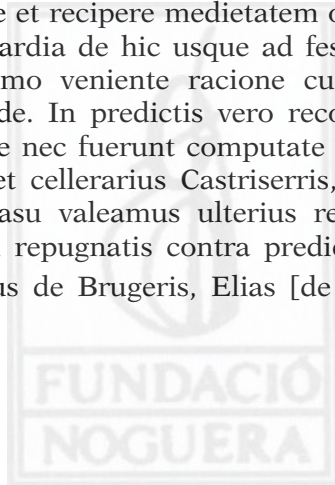 e et recipere medietatem o
ardia de hic usque ad fes
mo veniente racione cu
de. In predictis vero reco
e nec fuerunt computate
et cellerarius Castriserris,
asu valeamus ulterius re
repugnatis contra predic
us de Brugeris, Elias [de
FUNDACIÓ
NOGUERA